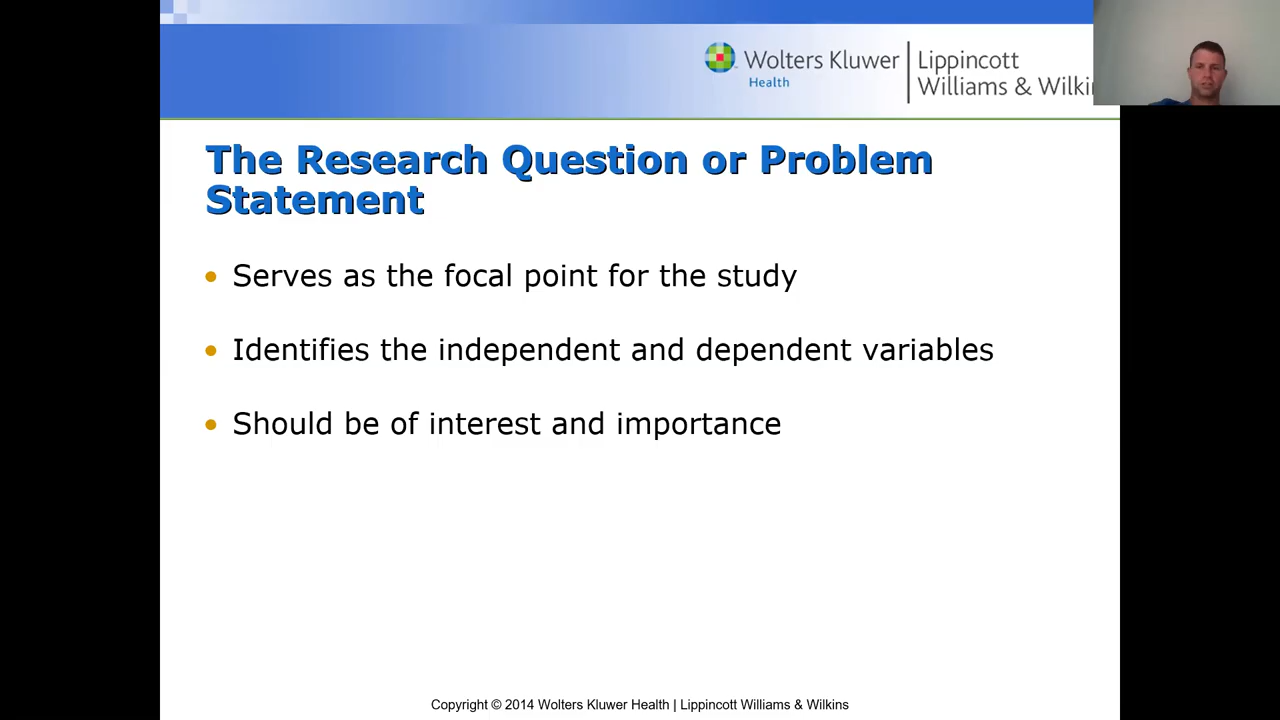 Wolters Kluwer
Health
Lippincott
Williams & Wilki
The Research Question or Problem
Statement
• Serves as the focal point for the study
• Identifies the independent and dependent variables
• Should be of interest and importance
Copyright © 2014 Wolters Kluwer Health | Lippincott Williams & Wilkins